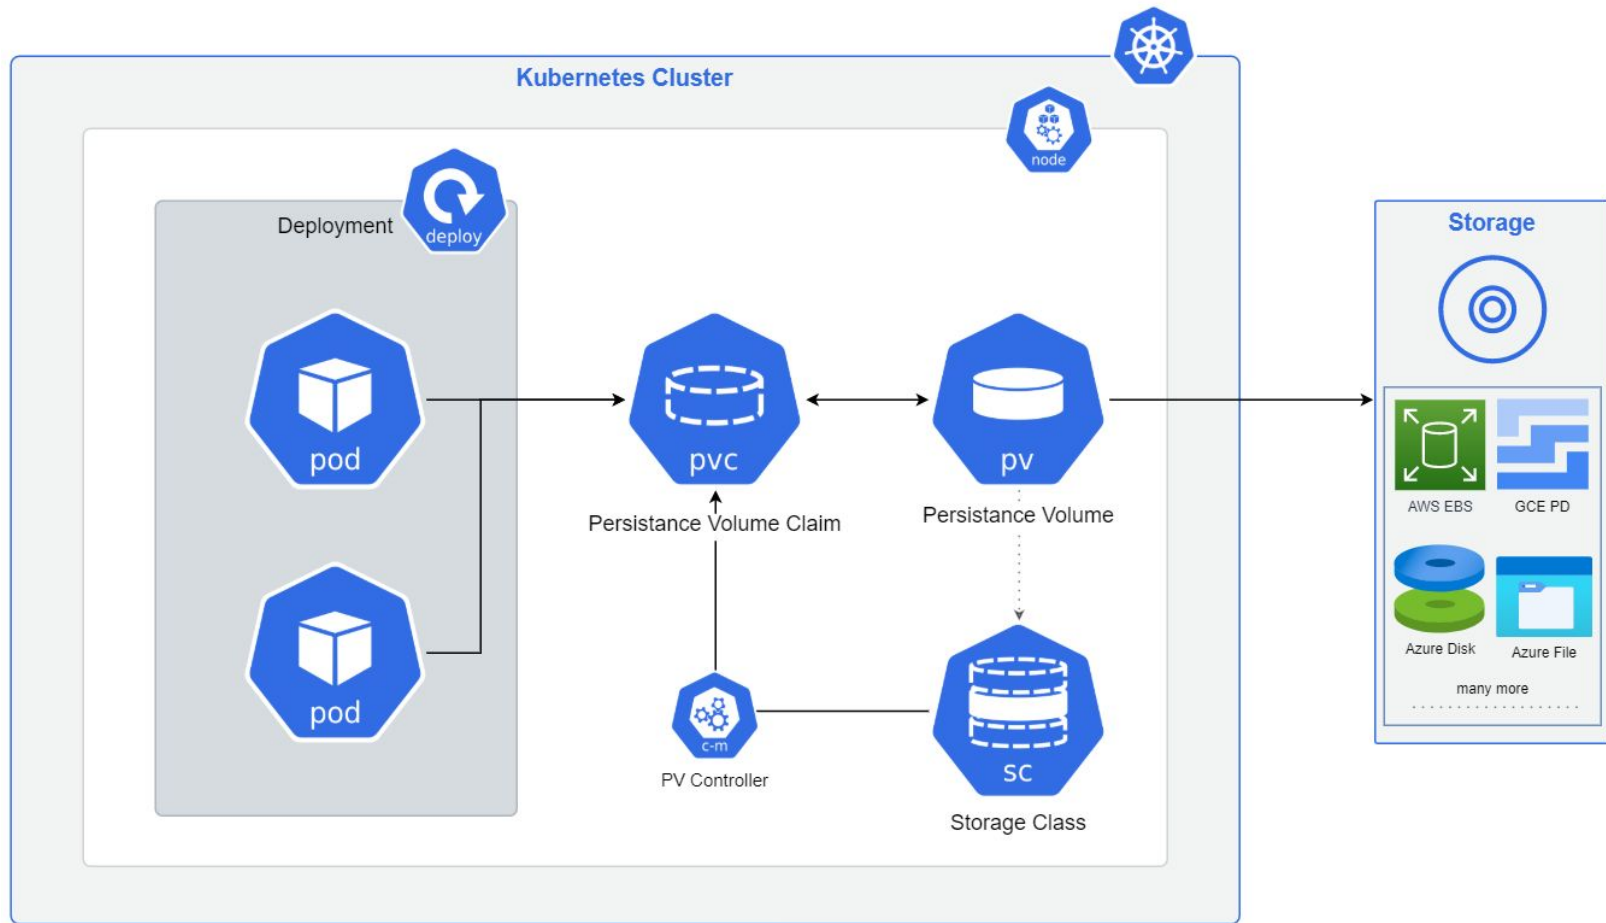 Kubernetes Cluster
node
Deployment
deploy
pod
pod
pvc
Persistance Volume Claim
pv
Persistance Volume
c-m
PV Controller
sc
Storage Class
Storage
AWS EBS
GCE PD
Azure Disk
Azure File
many more